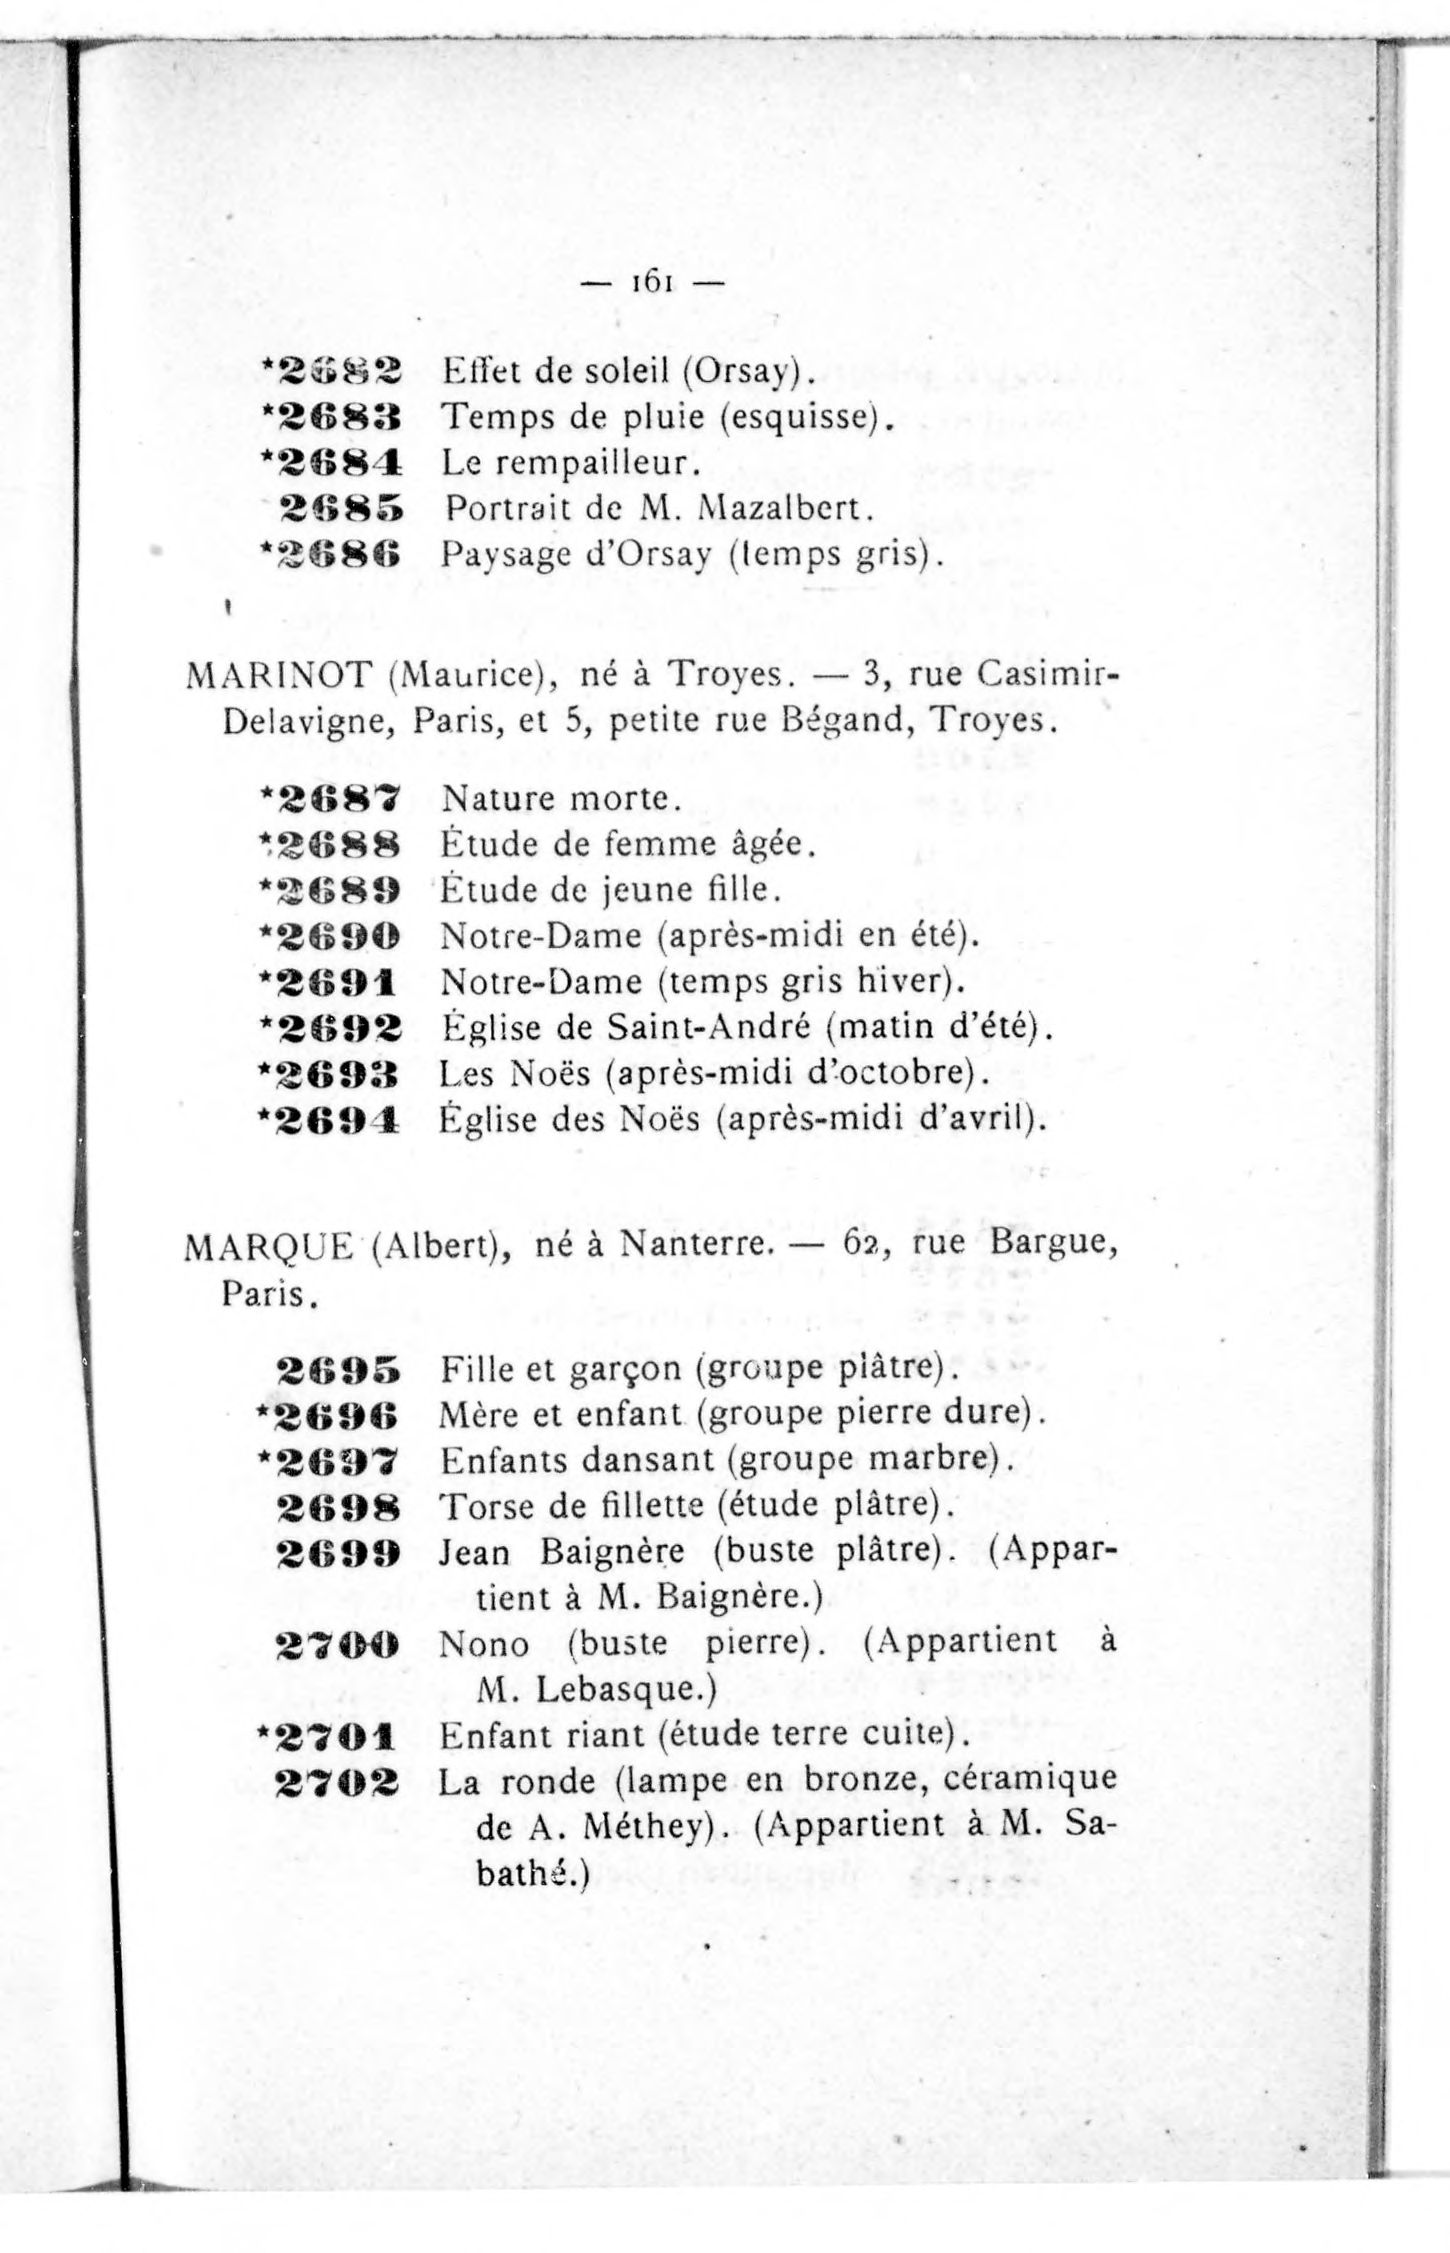 — 161 —
*2682 Effet de soleil (Orsay).
*2683 Temps de pluie (esquisse).
*2684 Le rempailleur.
2685 Portrait de M. Mazalbert.
*2686 Paysage d'Orsay (temps gris).
MARINOT (Maurice), né à Troyes. — 3, rue Casimir-
Delavigne, Paris, et 5, petite rue Bégand, Troyes.
*2687 Nature morte.
*2688 Étude de femme âgée.
*2689 Étude de jeune fille.
*2690 Notre-Dame (après-midi en été).
*2691 Notre-Dame (temps gris hiver).
*2692 Église de Saint-André (matin d'été).
*2693 Les Noës (après-midi d'octobre).
*2694 Église des Noës (après-midi d'avril).
MARQUE (Albert), né à Nanterre. — 62, rue Bargue,
Paris.
2695 Fille et garçon (groupe plâtre).
*2696 Mère et enfant (groupe pierre dure).
*2697 Enfants dansant (groupe marbre).
2698 Torse de fillette (étude plâtre).
2699 Jean Baignère (buste plâtre). (Appar-
tient à M. Baignère.)
2700 Nono (buste pierre). (Appartient à
M. Lebasque.)
*2701 Enfant riant (étude terre cuite).
2702 La ronde (lampe en bronze, céramique
de A. Méthey). (Appartient à M. Sa-
bathé.)